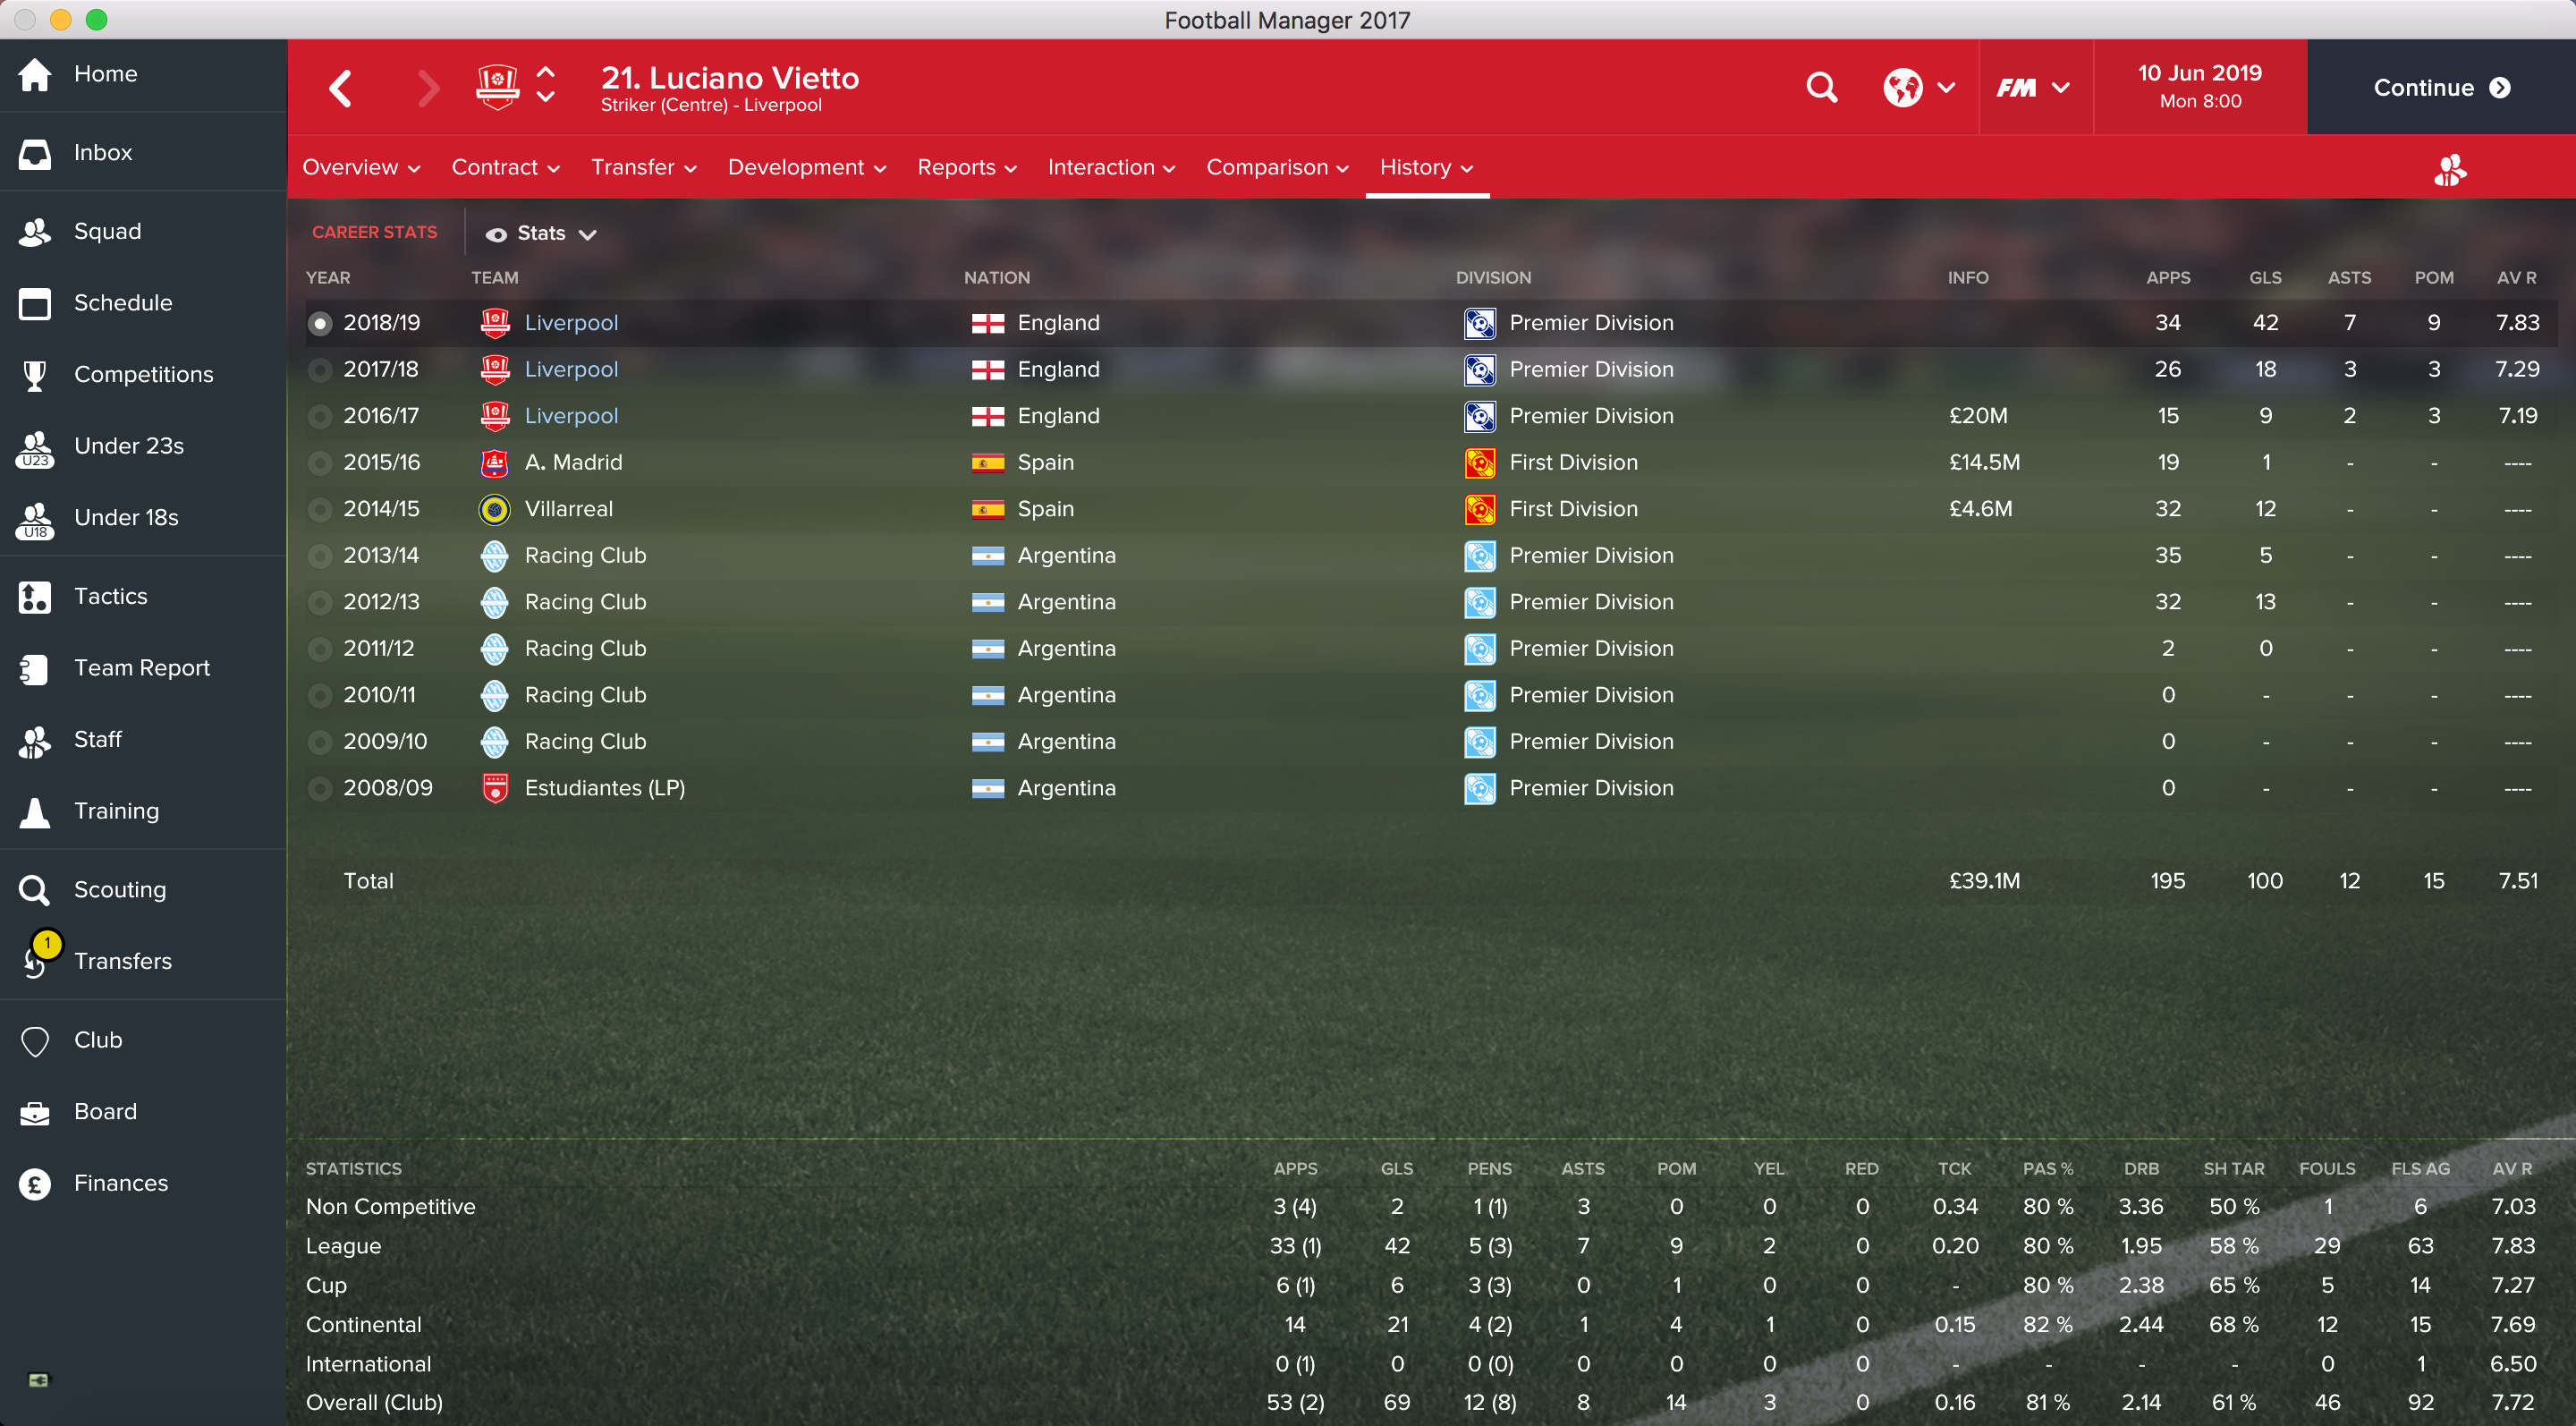 Football Manager 2017
Home
Inbox
Squad
Schedule
Competitions
U23 Under 23s
U18 Under 18s
Tactics
Team Report
Staff
Training
Scouting
1
Transfers
Club
Board
£ Finances
21. Luciano Vietto
Striker (Centre) - Liverpool
FM
10 Jun 2019
Mon 8:00
Continue
Overview Contract Transfer Development Reports Interaction Comparison History
CAREER STATS Stats
YEAR TEAM NATION DIVISION INFO APPS GLS ASTS POM AV R
2018/19 Liverpool England Premier Division 34 42 7 9 7.83
2017/18 Liverpool England Premier Division 26 18 3 3 7.29
2016/17 Liverpool England Premier Division £20M 15 9 2 3 7.19
2015/16 A. Madrid Spain First Division £14.5M 19 1 - - ----
2014/15 Villarreal Spain First Division £4.6M 32 12 - - ----
2013/14 Racing Club Argentina Premier Division 35 5 - - ----
2012/13 Racing Club Argentina Premier Division 32 13 - - ----
2011/12 Racing Club Argentina Premier Division 2 0 - - ----
2010/11 Racing Club Argentina Premier Division 0 - - - ----
2009/10 Racing Club Argentina Premier Division 0 - - - ----
2008/09 Estudiantes (LP) Argentina Premier Division 0 - - - ----
Total £39.1M 195 100 12 15 7.51
STATISTICS APPS GLS PENS ASTS POM YEL RED TCK PAS % DRB SH TAR FOULS FLS AG AV R
Non Competitive 3 (4) 2 1 (1) 3 0 0 0 0.34 80 % 3.36 50 % 1 6 7.03
League 33 (1) 42 5 (3) 7 9 2 0 0.20 80 % 1.95 58 % 29 63 7.83
Cup 6 (1) 6 3 (3) 0 1 0 0 - 80 % 2.38 65 % 5 14 7.27
Continental 14 21 4 (2) 1 4 1 0 0.15 82 % 2.44 68 % 12 15 7.69
International 0 (1) 0 0 (0) 0 0 0 0 - - - - 0 1 6.50
Overall (Club) 53 (2) 69 12 (8) 8 14 3 0 0.16 81 % 2.14 61 % 46 92 7.72